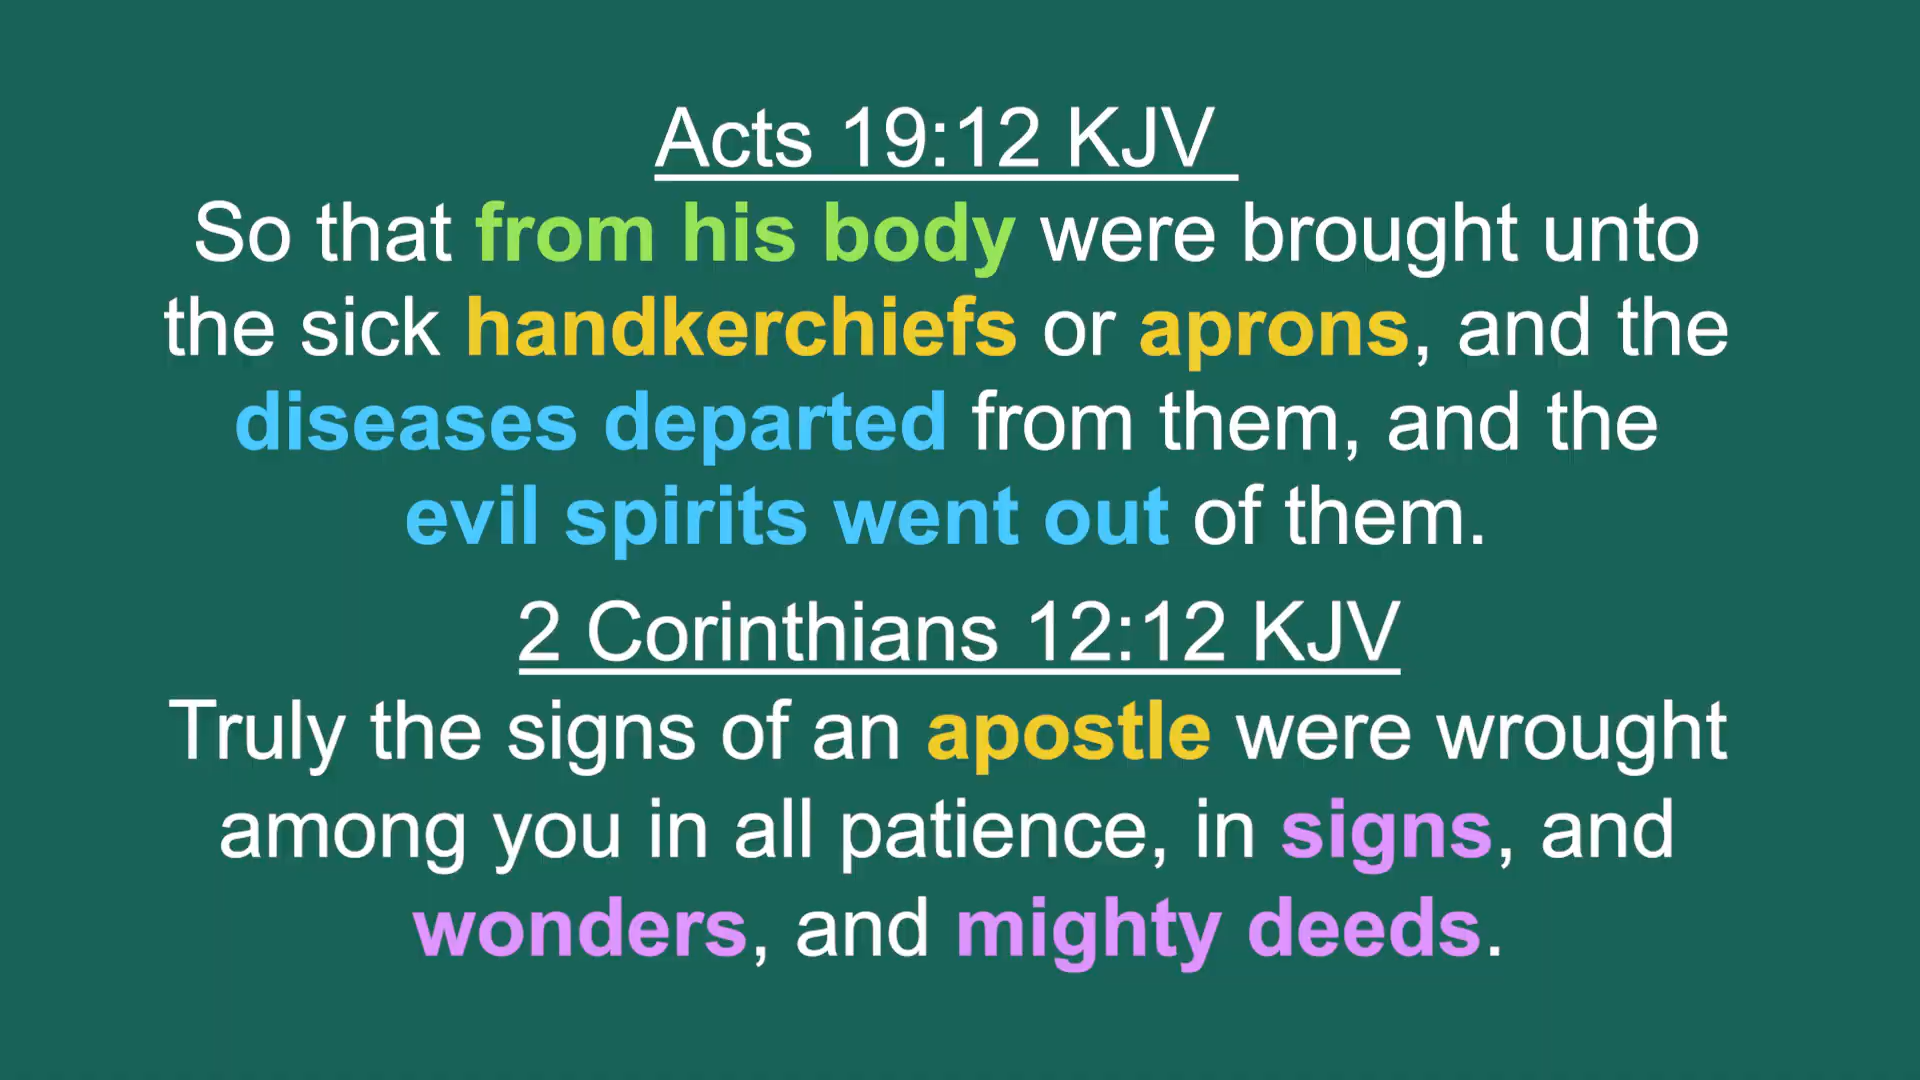 Acts 19:12 KJV
So that from his body were brought unto
the sick handkerchiefs or aprons, and the
diseases departed from them, and the
evil spirits went out of them.
2 Corinthians 12:12 KJV
Truly the signs of an apostle were wrought
among you in all patience, in signs, and
wonders, and mighty deeds.